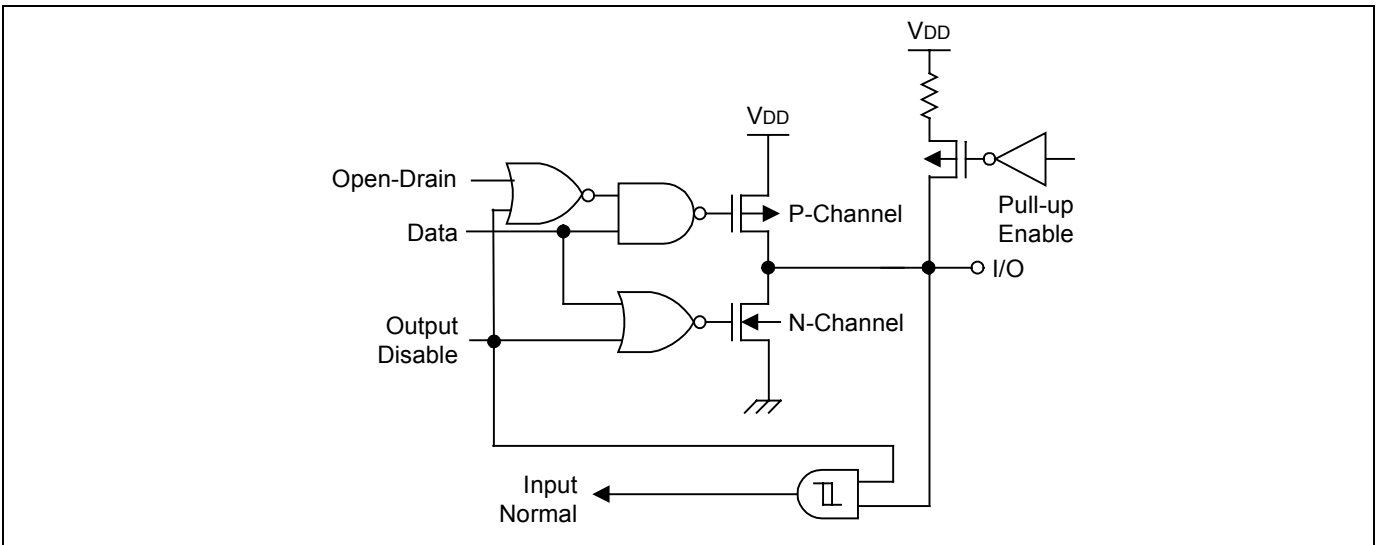 VDD
VDD
Open-Drain
Data
P-Channel
Pull-up
Enable
I/O
Output
Disable
N-Channel
Input
Normal